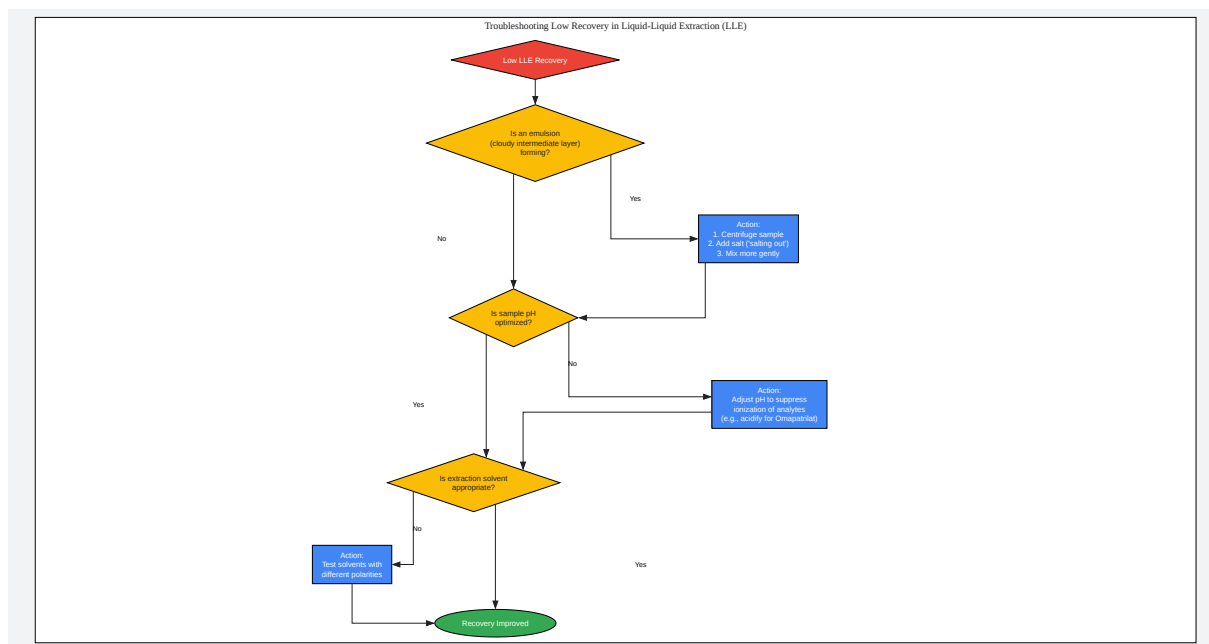 Troubleshooting Low Recovery in Liquid-Liquid Extraction (LLE)
Low LLE Recovery
Is an emulsion
(cloudy intermediate layer)
forming?
Yes
No
Action:
1. Centrifuge sample
2. Add salt ('salting out')
3. Mix more gently
Is sample pH
optimized?
No
Yes
Action:
Adjust pH to suppress
ionization of analytes
(e.g., acidify for Omapatrilat)
Is extraction solvent
appropriate?
No
Yes
Action:
Test solvents with
different polarities
Recovery Improved